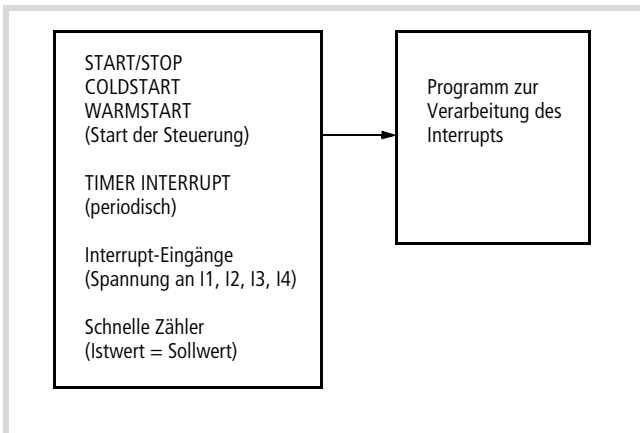 START/STOP
COLDSTART
WARMSTART
(Start der Steuerung)
TIMER INTERRUPT
(periodisch)
Interrupt-Eingänge
(Spannung an I1, I2, I3, I4)
Schnelle Zähler
(Istwert = Sollwert)
Programm zur
Verarbeitung des
Interrupts